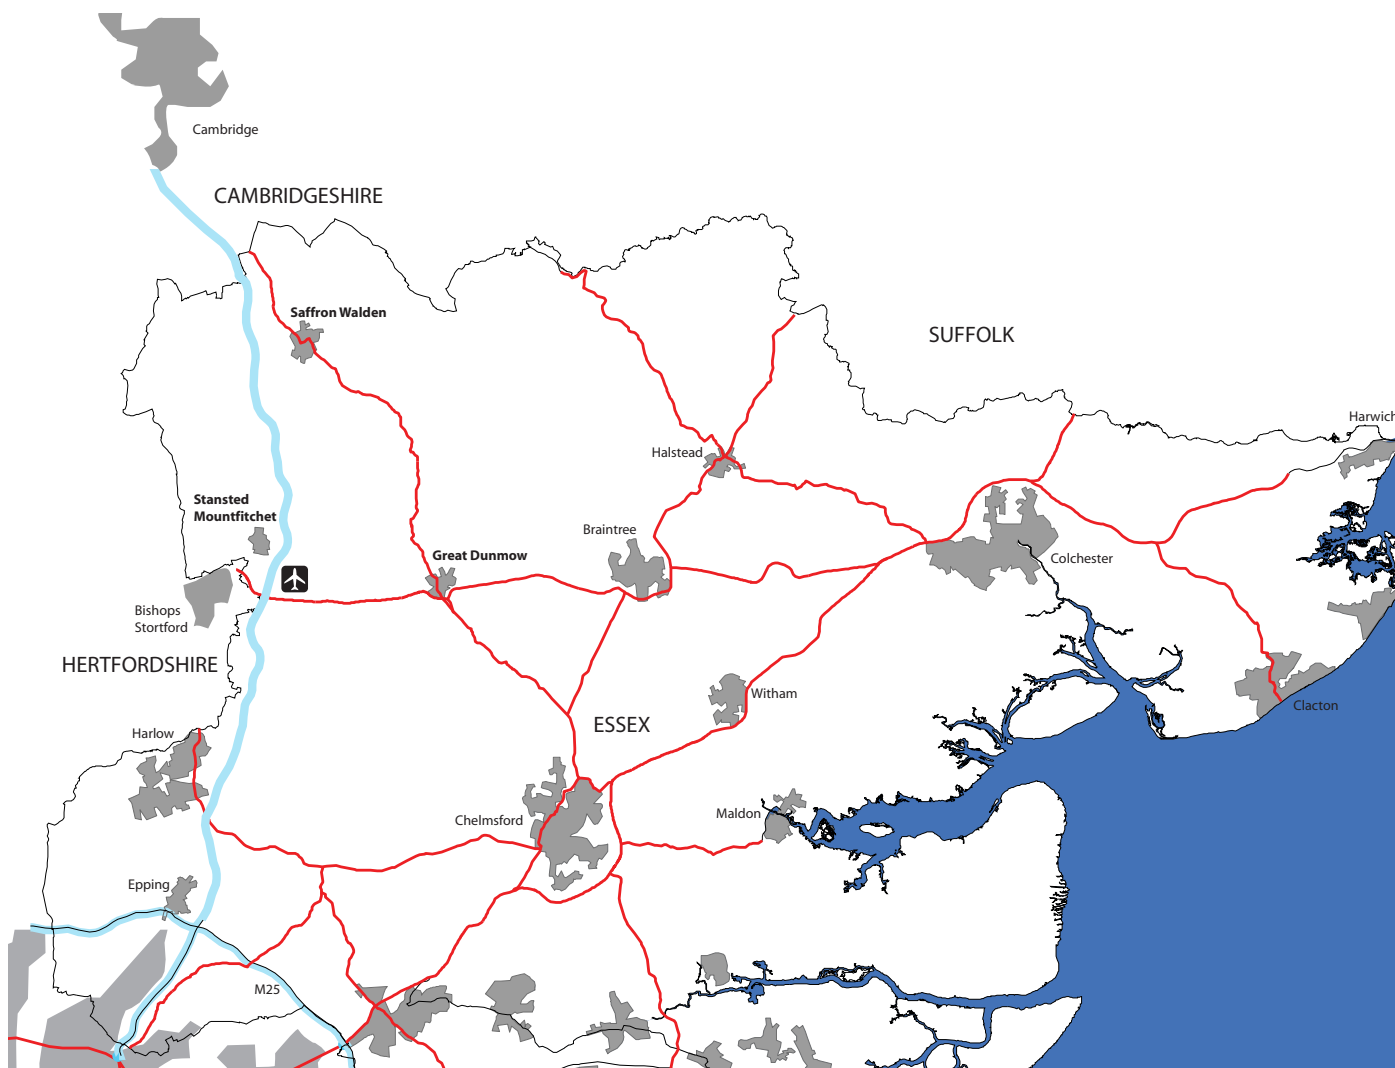 Cambridge
CAMBRIDGESHIRE
Saffron Walden
SUFFOLK
Harwich
Halstead
Stansted
Mountfitchet
Braintree
Great Dunmow
Colchester
Bishops
Stortford
HERTFORDSHIRE
Witham
Clacton
ESSEX
Harlow
Maldon
Chelmsford
Epping
M25